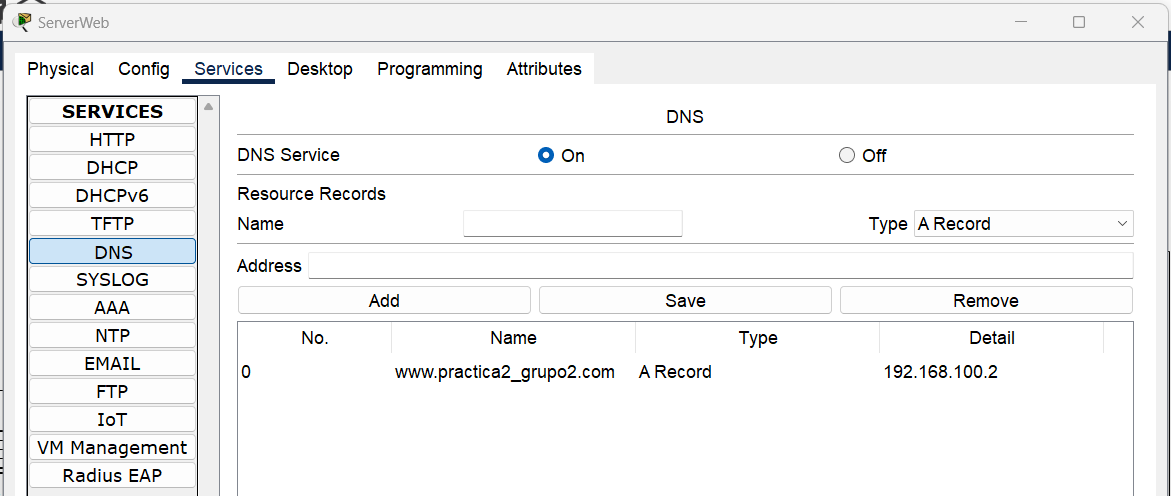 ServerWeb
Physical Config Services Desktop Programming Attributes
SERVICES
HTTP
DHCP
DHCPv6
TFTP
DNS
SYSLOG
AAA
NTP
EMAIL
FTP
IoT
VM Management
Radius EAP
DNS
DNS Service On Off
Resource Records
Name Type A Record
Address
Add Save Remove
No. Name Type Detail
0 www.practica2_grupo2.com A Record 192.168.100.2